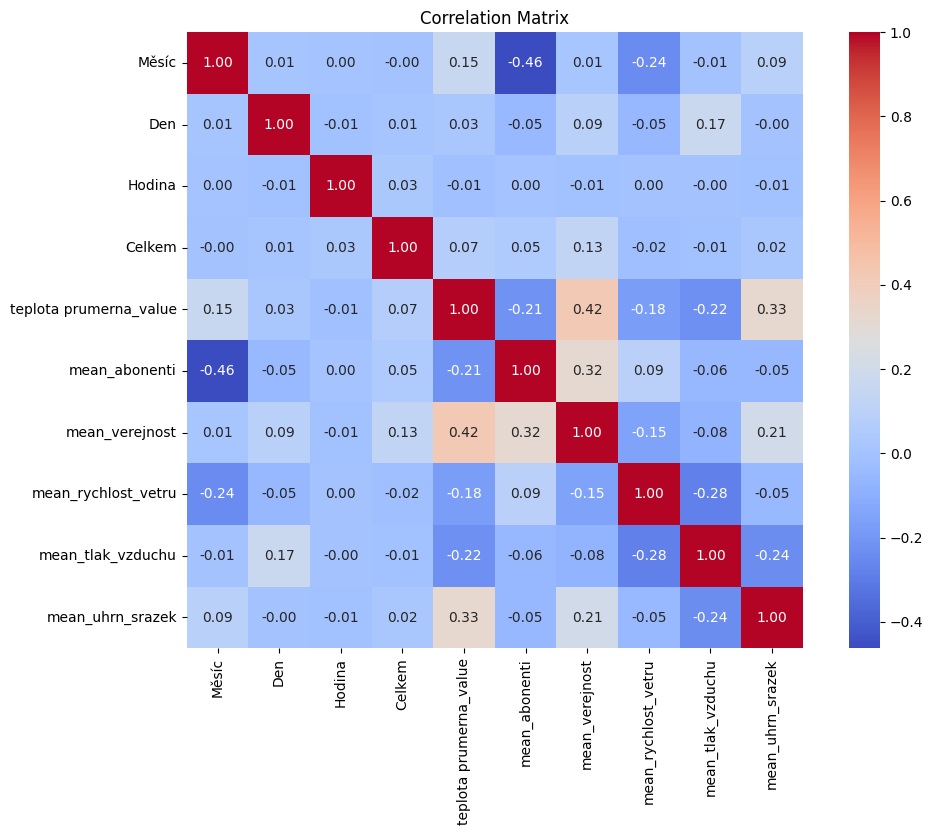 Correlation Matrix
Měsíc 1.00 0.01 0.00 -0.00 0.15 -0.46 0.01 -0.24 -0.01 0.09
Den 0.01 1.00 -0.01 0.01 0.03 -0.05 0.09 -0.05 0.17 -0.00
Hodina 0.00 -0.01 1.00 0.03 -0.01 0.00 -0.01 0.00 -0.00 -0.01
Celkem -0.00 0.01 0.03 1.00 0.07 0.05 0.13 -0.02 -0.01 0.02
teplota prumerna_value 0.15 0.03 -0.01 0.07 1.00 -0.21 0.42 -0.18 -0.22 0.33
mean_abonenti -0.46 -0.05 0.00 0.05 -0.21 1.00 0.32 0.09 -0.06 -0.05
mean_verejnost 0.01 0.09 -0.01 0.13 0.42 0.32 1.00 -0.15 -0.08 0.21
mean_rychlost_vetru -0.24 -0.05 0.00 -0.02 -0.18 0.09 -0.15 1.00 -0.28 -0.05
mean_tlak_vzduchu -0.01 0.17 -0.00 -0.01 -0.22 -0.06 -0.08 -0.28 1.00 -0.24
mean_uhrn_srazek 0.09 -0.00 -0.01 0.02 0.33 -0.05 0.21 -0.05 -0.24 1.00
Měsíc
Den
Hodina
Celkem
teplota prumerna_value
mean_abonenti
mean_verejnost
mean_rychlost_vetru
mean_tlak_vzduchu
mean_uhrn_srazek
1.0
0.8
0.6
0.4
0.2
0.0
−0.2
−0.4